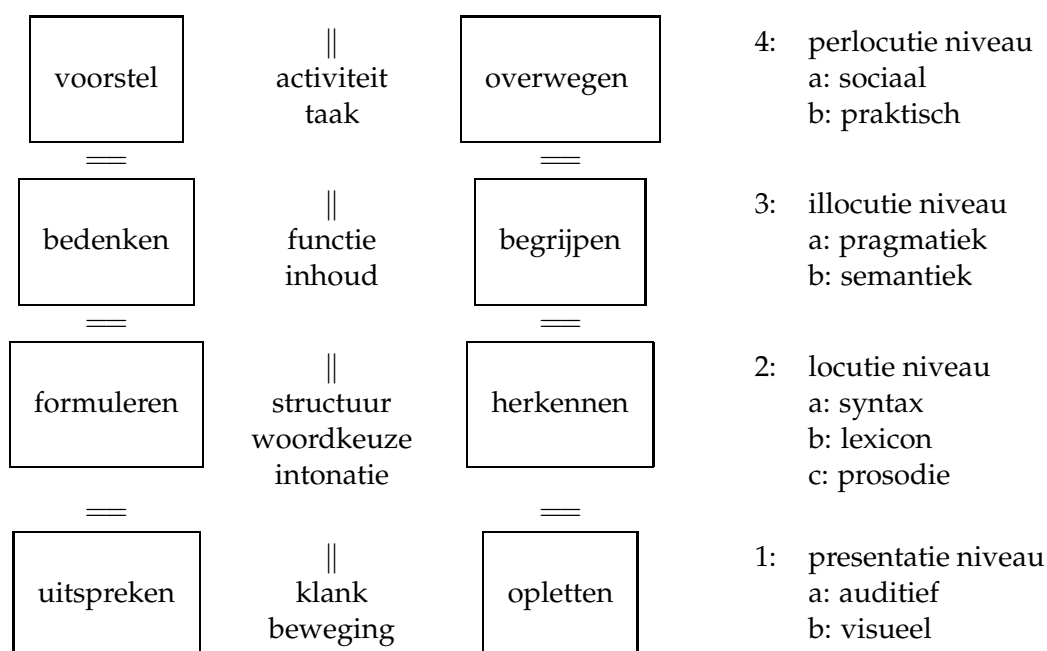 voorstel || activiteit overwegen 4: perlocutie niveau
taak a: sociaal
b: praktisch
== ==
bedenken || functie begrijpen 3: illocutie niveau
inhoud a: pragmatiek
b: semantiek
== ==
formuleren || structuur herkennen 2: locutie niveau
woordkeuze a: syntax
intonatie b: lexicon
c: prosodie
== ==
uitspreken || klank opletten 1: presentatie niveau
beweging a: auditief
b: visueel